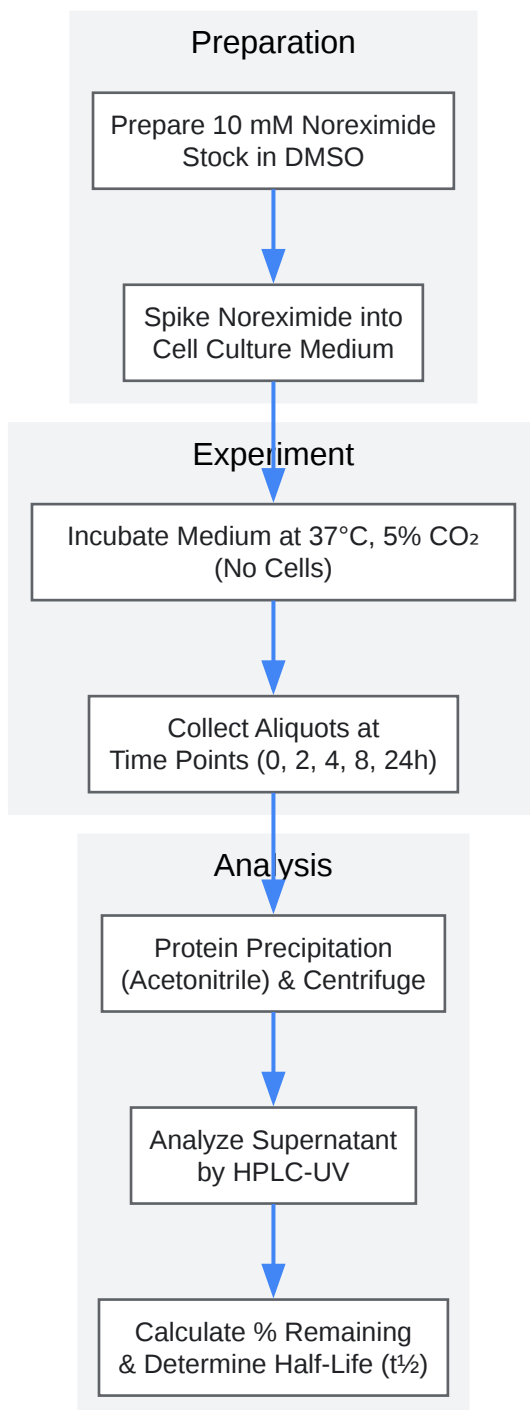 Preparation
Prepare 10 mM Noreximide
Stock in DMSO
Spike Noreximide into
Cell Culture Medium
Experiment
Incubate Medium at 37°C, 5% CO₂
(No Cells)
Collect Aliquots at
Time Points (0, 2, 4, 8, 24h)
Analysis
Protein Precipitation
(Acetonitrile) & Centrifuge
Analyze Supernatant
by HPLC-UV
Calculate % Remaining
& Determine Half-Life (t½)